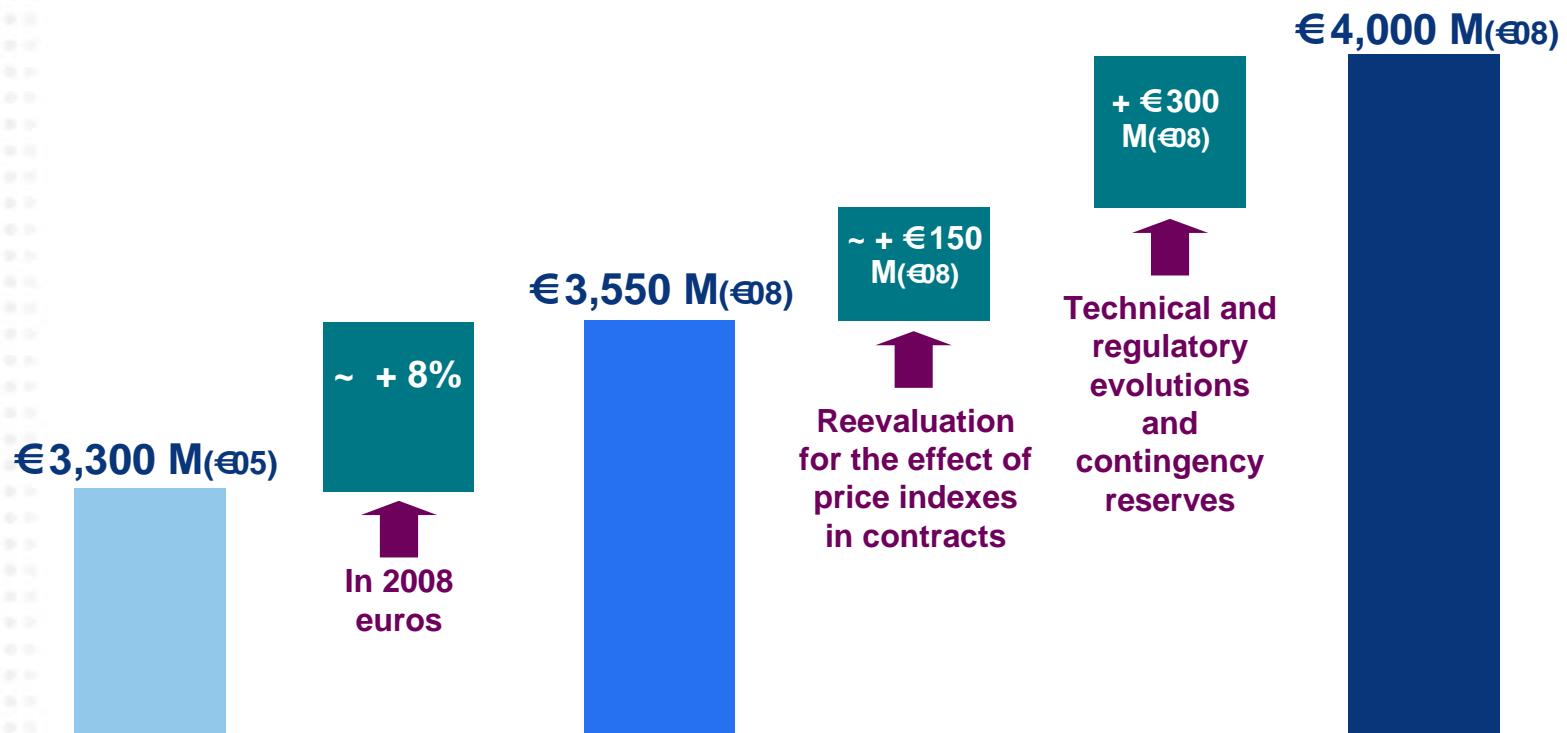 €3,300 M(€05)
~ + 8%
In 2008
euros
€3,550 M(€08)
~ + €150
M(€08)
Reevaluation
for the effect of
price indexes
in contracts
+ €300
M(€08)
Technical and
regulatory
evolutions
and
contingency
reserves
€4,000 M(€08)